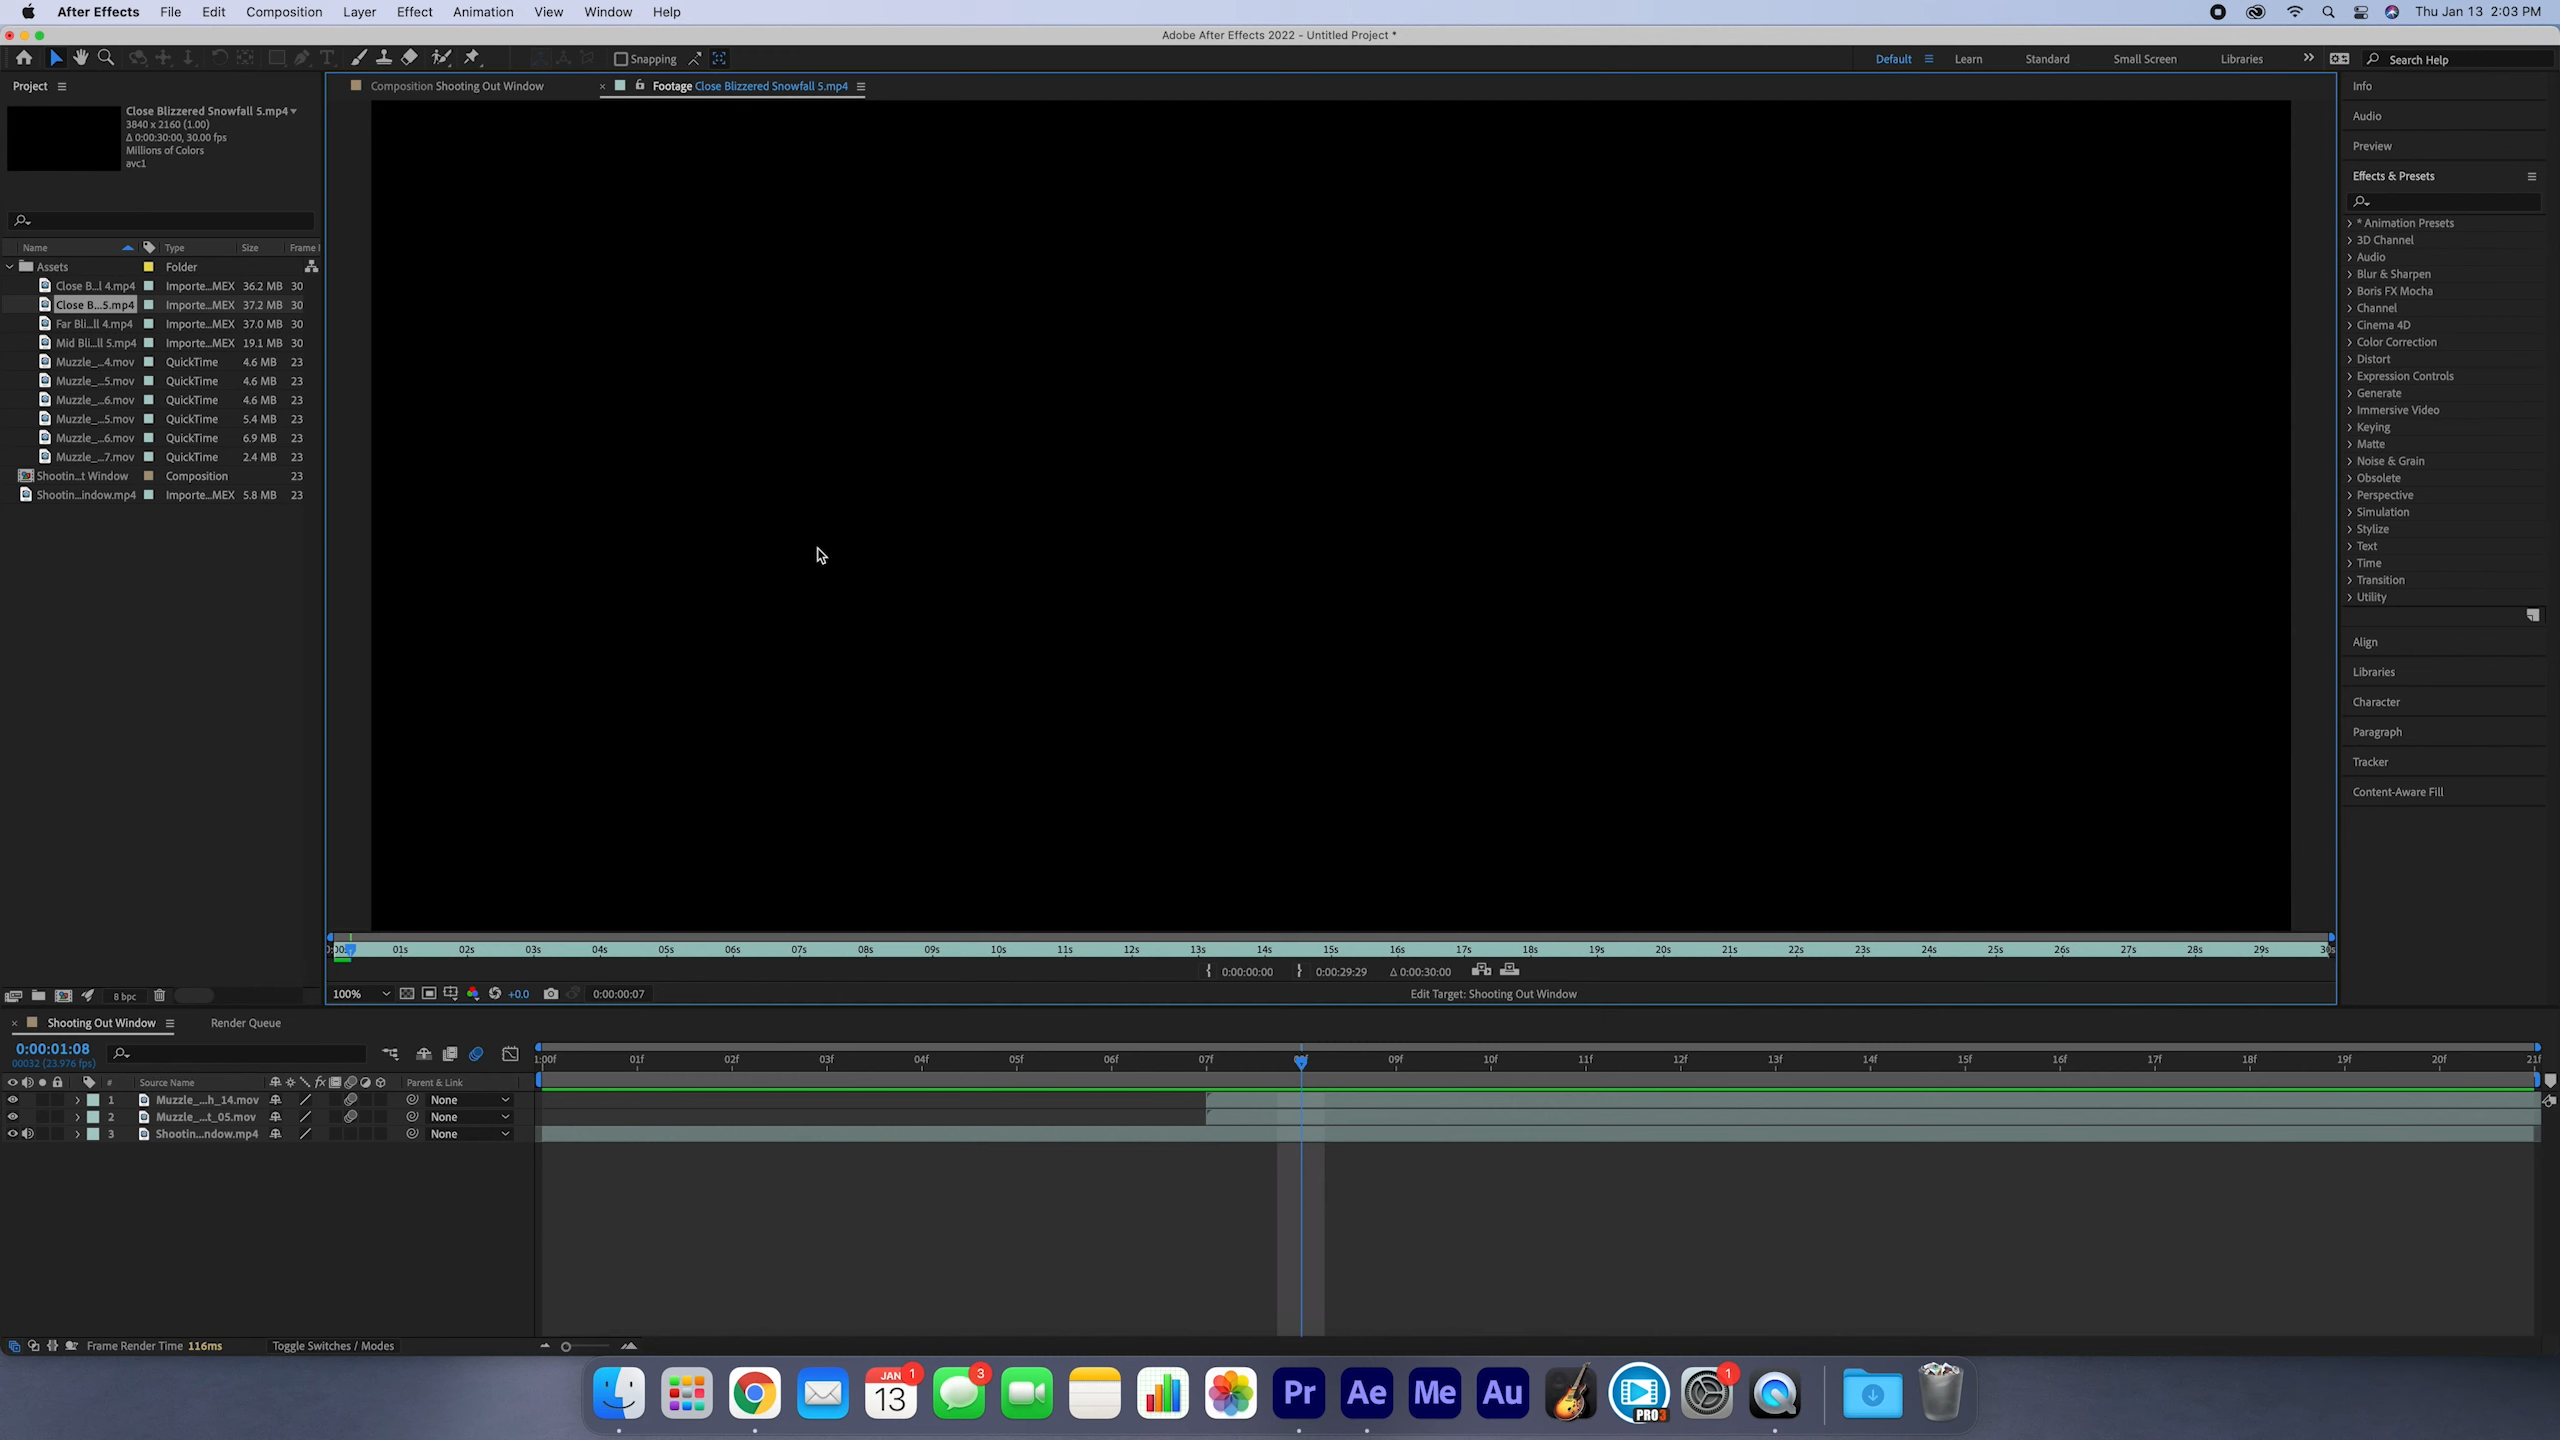 After Effects File Edit Composition Layer Effect Animation View Window Help Thu Jan 13 2:03 PM
Adobe After Effects 2022 - Untitled Project *
Snapping Default Learn Standard Small Screen Libraries Search Help
Project
Close Blizzered Snowfall 5.mp4
3840 x 2160 (1.00)
Δ 0:00:30:00, 30.00 fps
Millions of Colors
avc1
Name Type Size Frame
Assets Folder
Close B...l 4.mp4 Importe...MEX 36.2 MB 30
Close B...5.mp4 Importe...MEX 37.2 MB 30
Far Bli...ll 4.mp4 Importe...MEX 37.0 MB 30
Mid Bli...ll 5.mp4 Importe...MEX 19.1 MB 30
Muzzle_...4.mov QuickTime 4.6 MB 23
Muzzle_...5.mov QuickTime 4.6 MB 23
Muzzle_...6.mov QuickTime 4.6 MB 23
Muzzle_...5.mov QuickTime 5.4 MB 23
Muzzle_...6.mov QuickTime 6.9 MB 23
Muzzle_...7.mov QuickTime 2.4 MB 23
Shootin...t Window Composition 23
Shootin...indow.mp4 Importe...MEX 5.8 MB 23
8 bpc
Composition Shooting Out Window Footage Close Blizzered Snowfall 5.mp4
01s 02s 03s 04s 05s 06s 07s 08s 09s 10s 11s 12s 13s 14s 15s 16s 17s 18s 19s 20s 21s 22s 23s 24s 25s 26s 27s 28s 29s
0:00:00:00 0:00:29:29 Δ 0:00:30:00
100% +0.0 0:00:00:07 Edit Target: Shooting Out Window
Info
Audio
Preview
Effects & Presets
* Animation Presets
3D Channel
Audio
Blur & Sharpen
Boris FX Mocha
Channel
Cinema 4D
Color Correction
Distort
Expression Controls
Generate
Immersive Video
Keying
Matte
Noise & Grain
Obsolete
Perspective
Simulation
Stylize
Text
Time
Transition
Utility
Align
Libraries
Character
Paragraph
Tracker
Content-Aware Fill
Shooting Out Window Render Queue
0:00:01:08
00032 (23.976 fps)
1:00f 01f 02f 03f 04f 05f 06f 07f 09f 10f 11f 12f 13f 14f 15f 16f 17f 18f 19f 20f 21f
# Source Name fx Parent & Link
1 Muzzle_...h_14.mov None
2 Muzzle_...t_05.mov None
3 Shootin...ndow.mp4 None
Frame Render Time 116ms Toggle Switches / Modes
JAN 13 1 3 Pr Ae Me Au PRO3 1